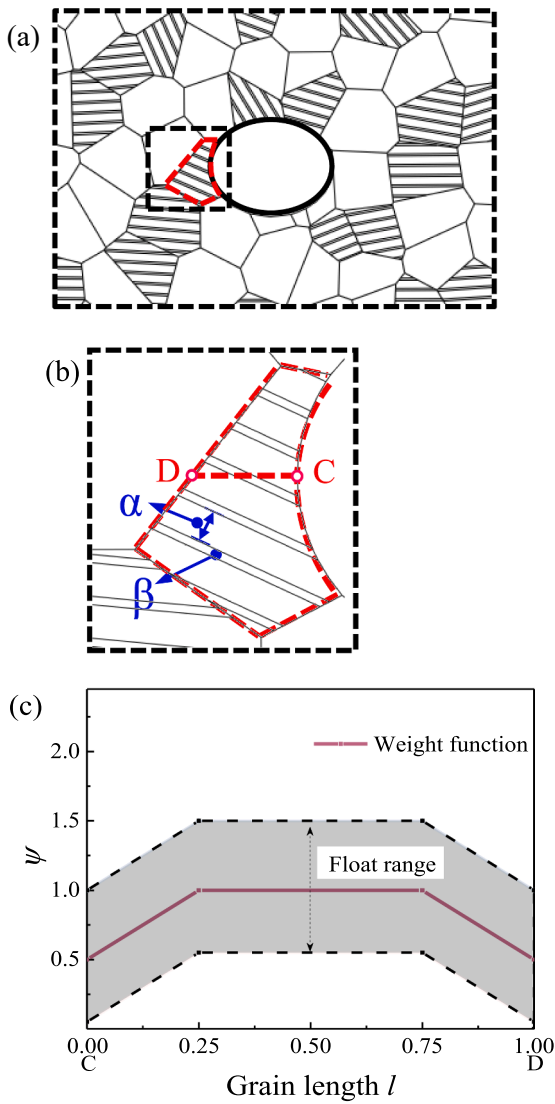 (a)
(b)
D
C
α
β
(c)
2.0
1.5
1.0
0.5
ψ
Weight function
Float range
0.00
0.25
0.50
0.75
1.00
C
D
Grain length l